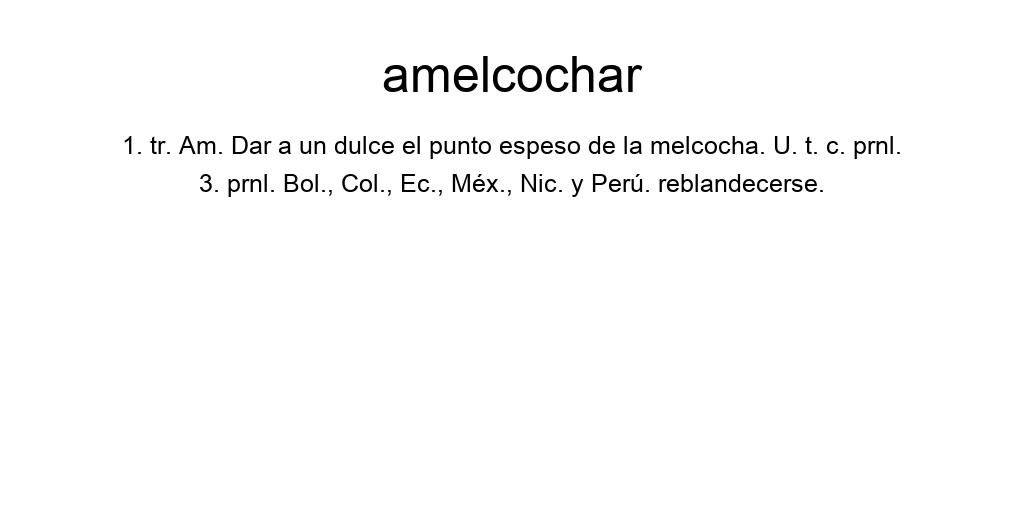 amelcochar
1. tr. Am. Dar a un dulce el punto espeso de la melcocha. U. t. c. prnl.
3. prnl. Bol., Col., Ec., Méx., Nic. y Perú. reblandecerse.